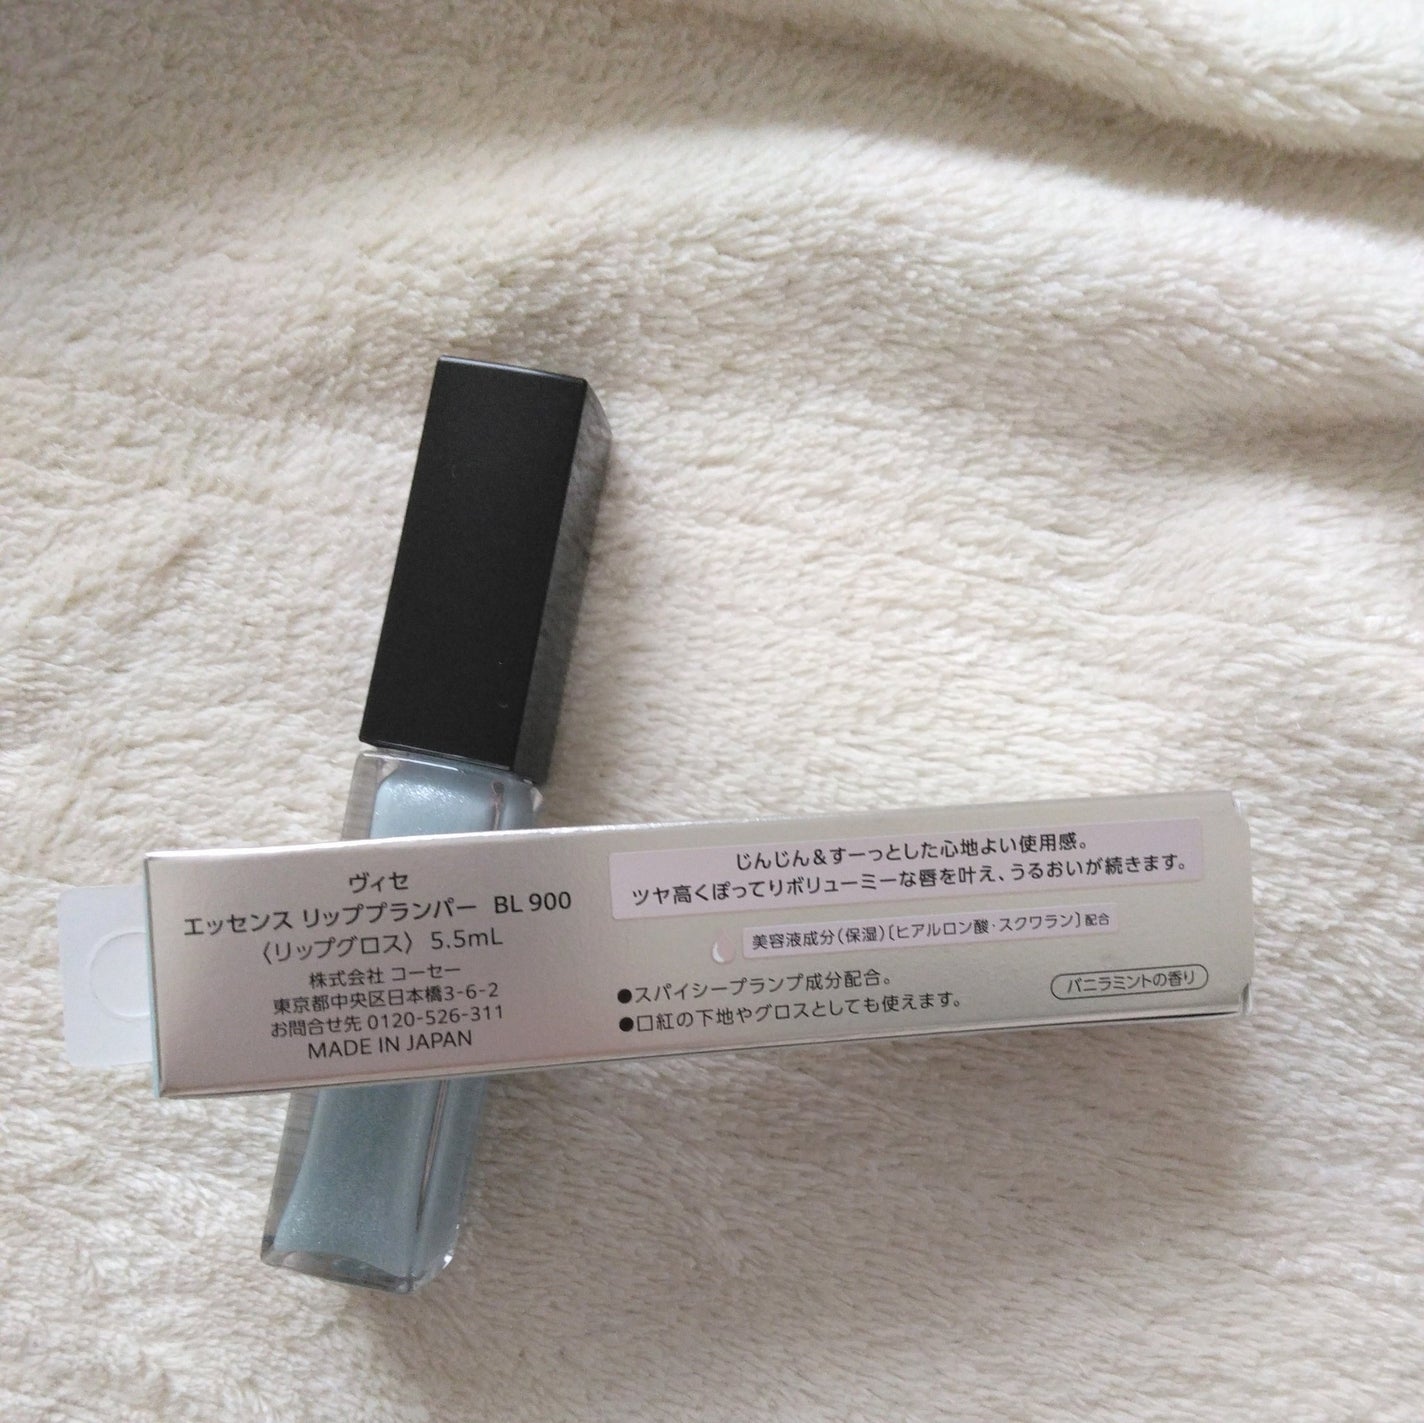 ヴィセ
エッセンス リッププランパー BL 900
〈リップグロス〉 5.5mL
株式会社 コーセー
東京都中央区日本橋3-6-2
お問合せ先 0120-526-311
MADE IN JAPAN
じんじん＆すーっとした心地よい使用感。
ツヤ高くぽってりボリューミーな唇を叶え、うるおいが続きます。
美容液成分(保湿)〔ヒアルロン酸・スクワラン〕配合
●スパイシープランプ成分配合。
●口紅の下地やグロスとしても使えます。
バニラミントの香り